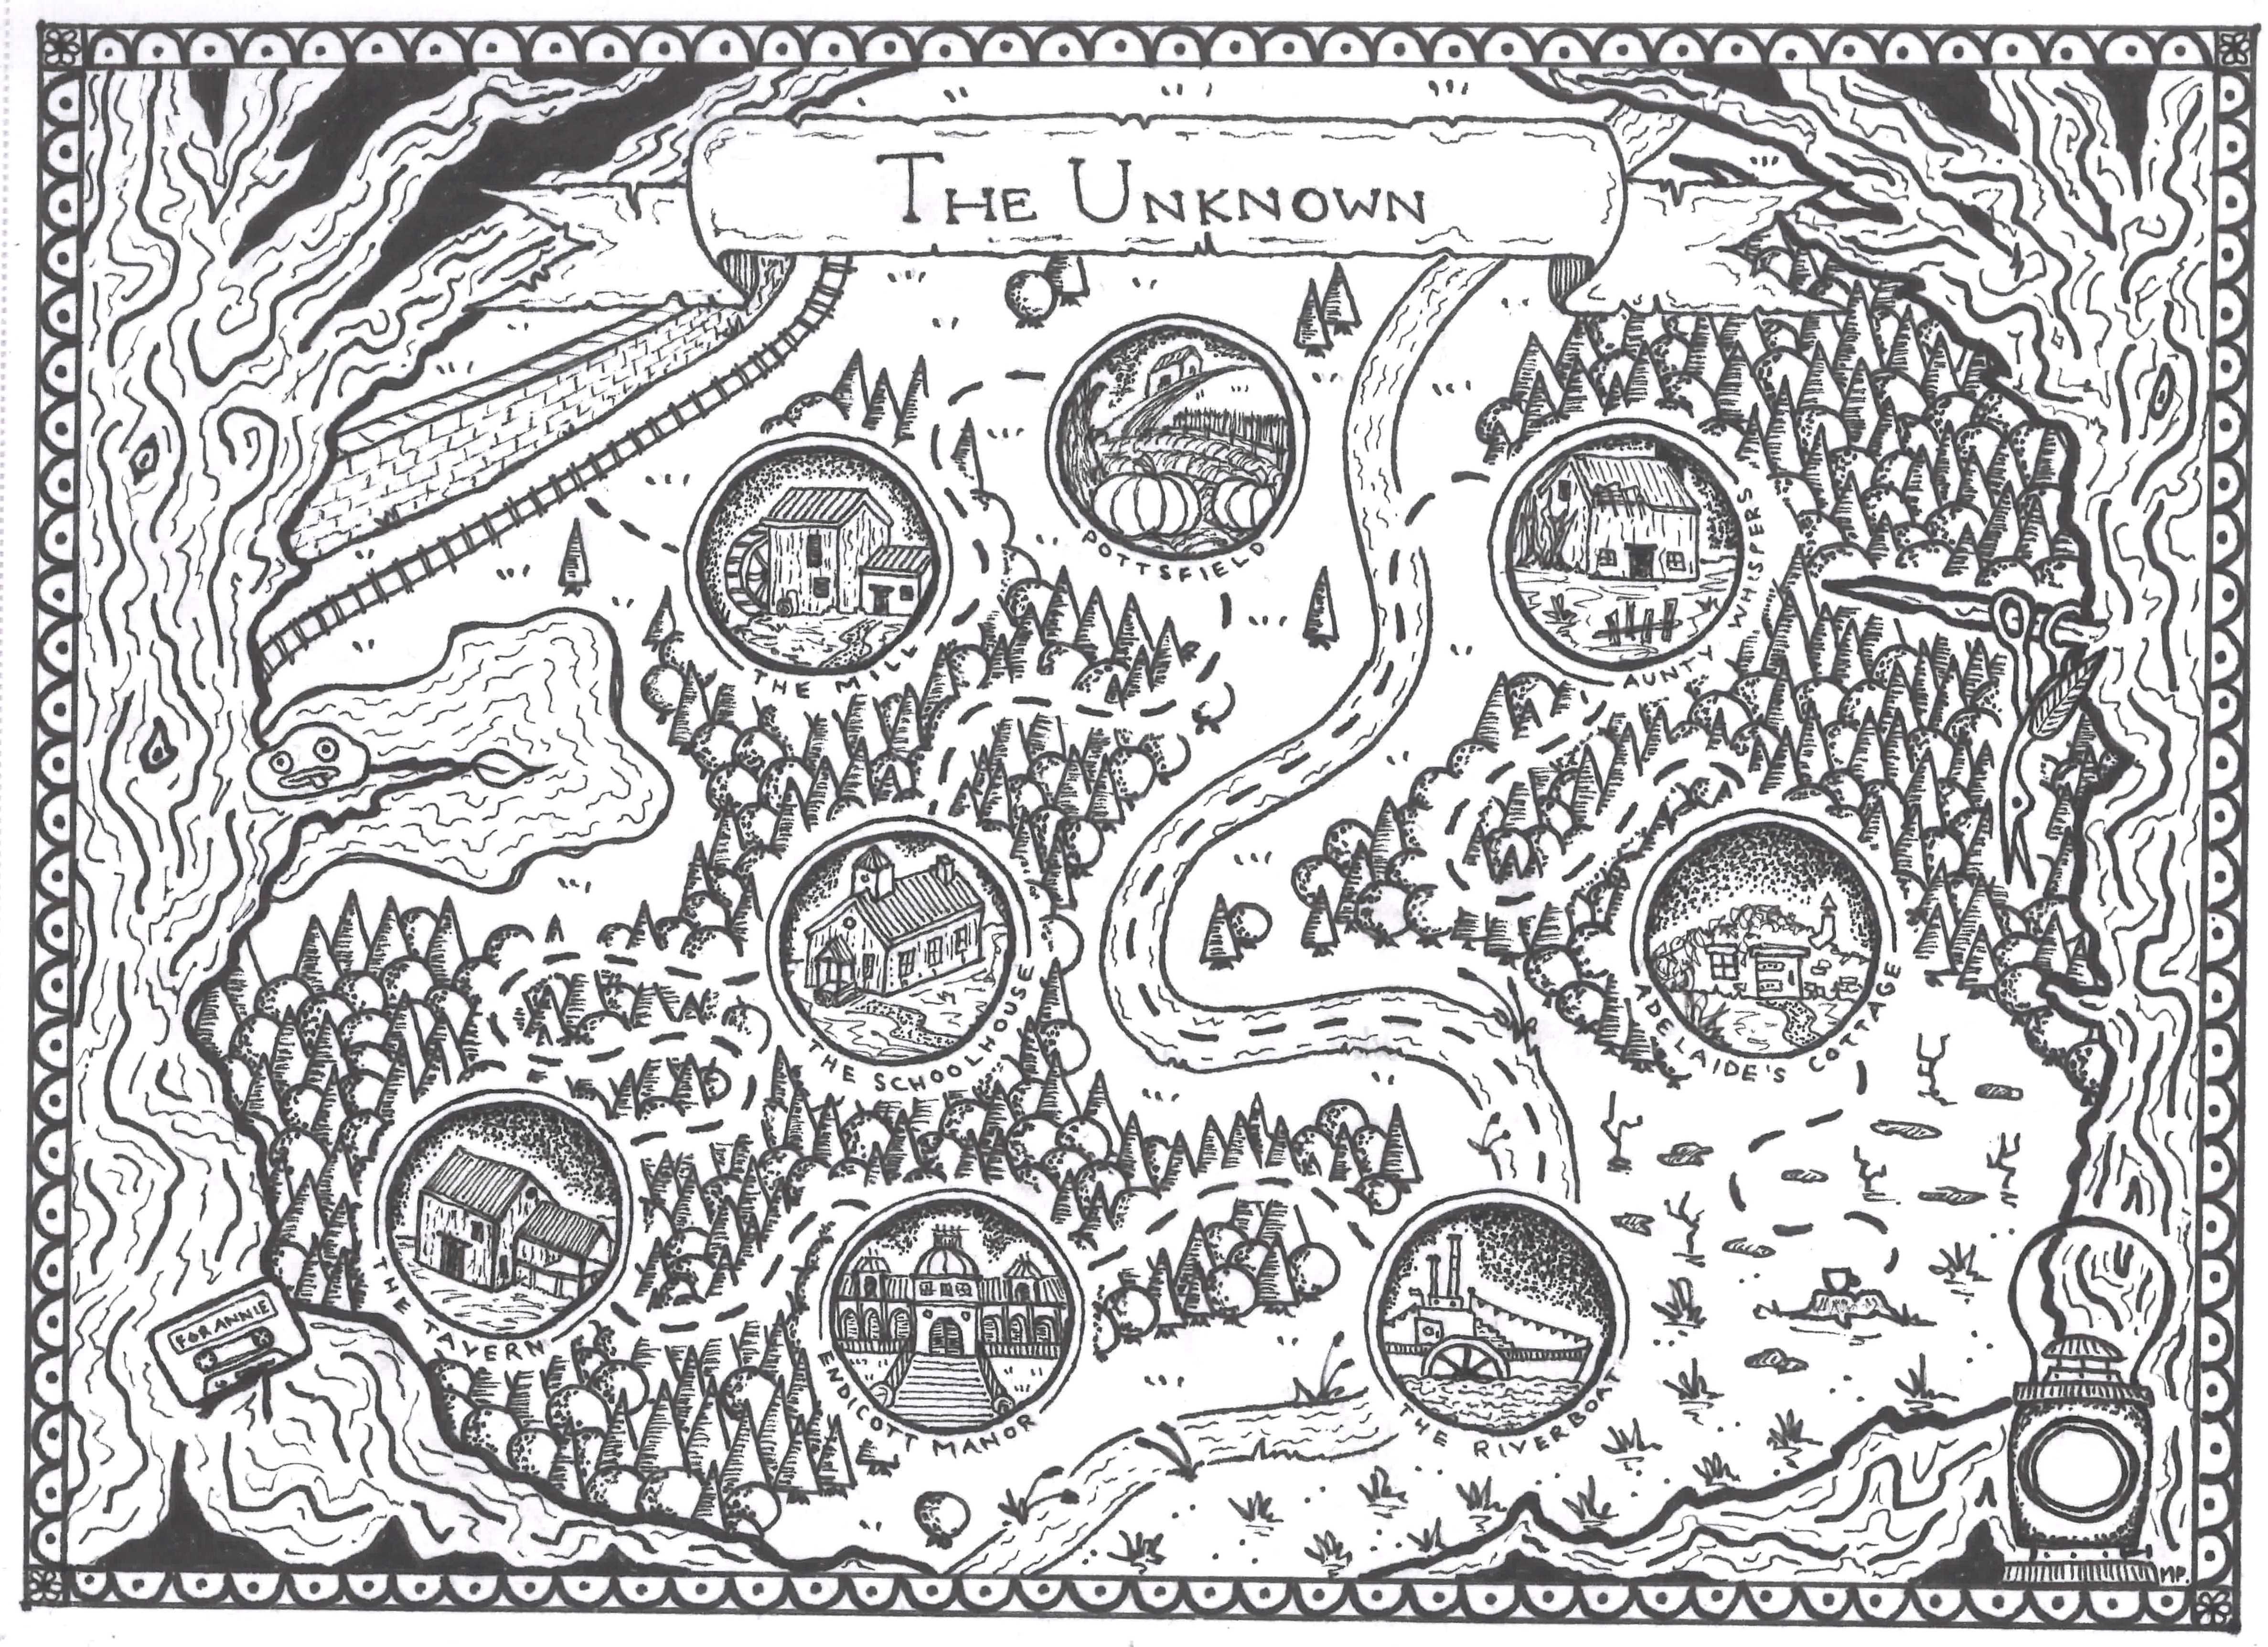 THE UNKNOWN
POTTSFIELD
THE MILL
AUNTY WHISPERS
THE SCHOOLHOUSE
ADELAIDE'S COTTAGE
THE TAVERN
FOR ANNIE
ENDICOTT MANOR
THE RIVERBOAT
MP.